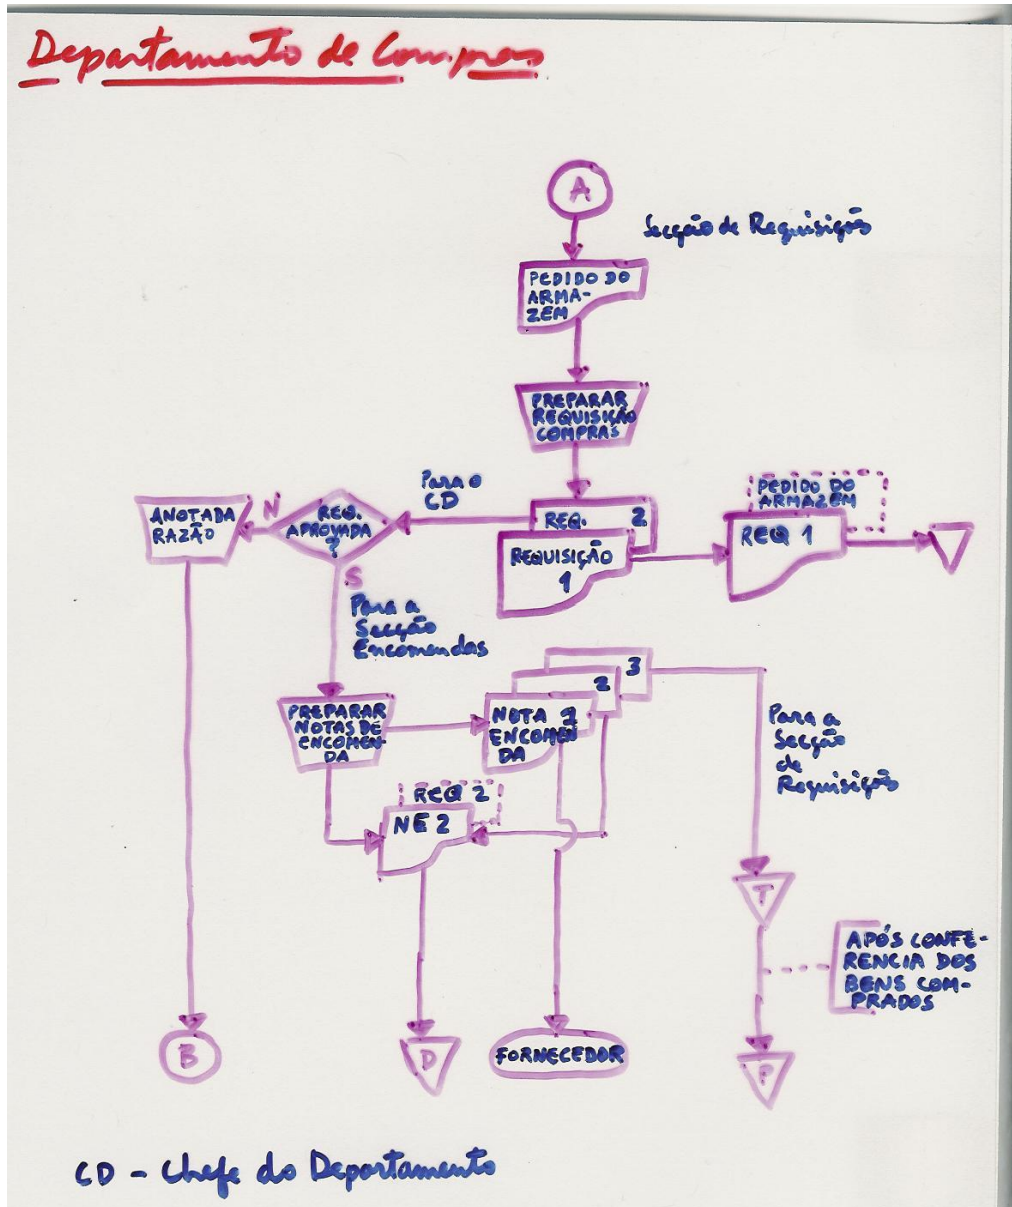 Departamento de Compras
A
Secção de Requisição
PEDIDO DO
ARMA-
ZEM
PREPARAR
REQUISIÇÃO
COMPRAS
Para o
CD
PEDIDO DO
ARMAZEM
ANOTADA
RAZÃO
N
REQ.
APROVADA
?
REQ. 2
REQUISIÇÃO
1
REQ 1
S
Para a
Secção
Encomendas
3
2
PREPARAR
NOTAS DE
ENCOMEN-
DA
NOTA 1
ENCOMEN
DA
Para a
Secção
de
Requisição
REQ 2
NE 2
T
APÓS CONFE-
RENCIA DOS
BENS COM-
PRADOS
B
D
FORNECEDOR
P
CD - Chefe do Departamento